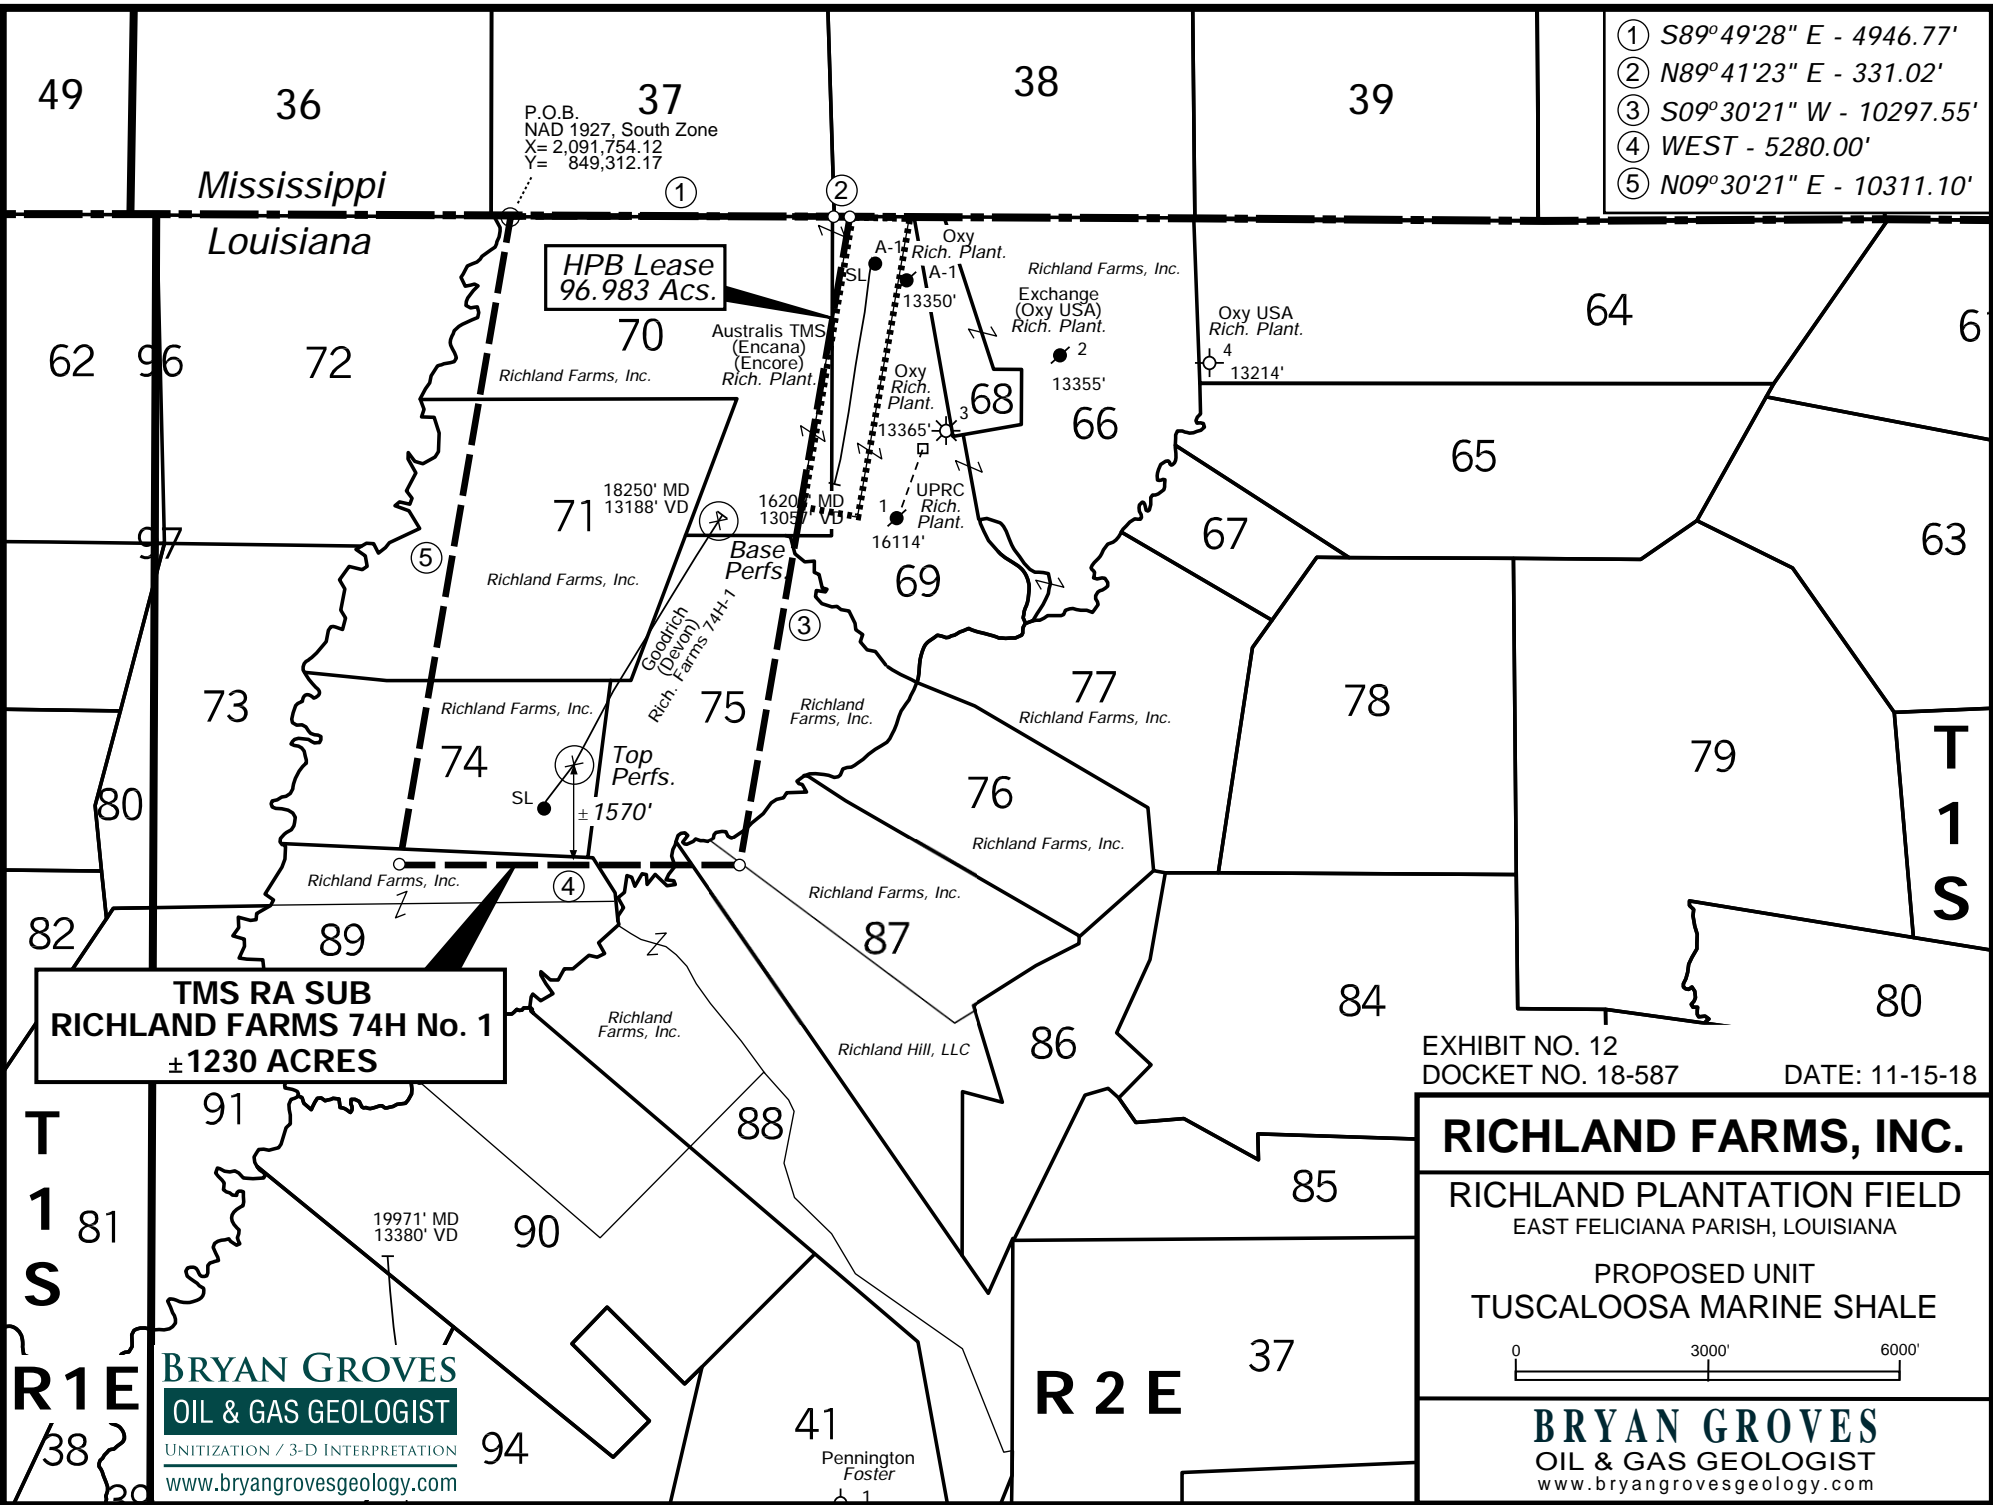 49
36
37
38
39
① S89°49'28" E - 4946.77'
② N89°41'23" E - 331.02'
③ S09°30'21" W - 10297.55'
④ WEST - 5280.00'
⑤ N09°30'21" E - 10311.10'
P.O.B.
NAD 1927, South Zone
X= 2,091,754.12
Y= 849,312.17
Mississippi
Louisiana
①
②
HPB Lease
96.983 Acs.
A-1
SL
Oxy
Rich. Plant.
A-1
13350'
Richland Farms, Inc.
Exchange
(Oxy USA)
Rich. Plant.
2
13355'
Oxy USA
Rich. Plant.
4
13214'
64
61
62
96
72
70
Richland Farms, Inc.
Australis TMS
(Encana)
(Encore)
Rich. Plant.
Oxy
Rich.
Plant.
13365'
3
68
66
65
71
18250' MD
13188' VD
1620 MD
1305 VD
UPRC
Rich.
Plant.
1
16114'
67
63
97
⑤
Richland Farms, Inc.
Base
Perfs.
69
③
Goodrich
(Devon)
Rich. Farms 74H-1
73
Richland Farms, Inc.
75
Richland
Farms, Inc.
77
Richland Farms, Inc.
78
79
T
1
S
74
Top
Perfs.
SL
±1570'
76
Richland Farms, Inc.
80
Richland Farms, Inc.
④
Richland Farms, Inc.
87
82
89
TMS RA SUB
RICHLAND FARMS 74H No. 1
±1230 ACRES
Richland
Farms, Inc.
Richland Hill, LLC
86
84
80
EXHIBIT NO. 12
DOCKET NO. 18-587
DATE: 11-15-18
T
1
S
91
88
85
81
19971' MD
13380' VD
90
RICHLAND FARMS, INC.
RICHLAND PLANTATION FIELD
EAST FELICIANA PARISH, LOUISIANA
PROPOSED UNIT
TUSCALOOSA MARINE SHALE
0 3000' 6000'
BRYAN GROVES
OIL & GAS GEOLOGIST
www.bryangrovesgeology.com
R 1 E
BRYAN GROVES
OIL & GAS GEOLOGIST
UNITIZATION / 3-D INTERPRETATION
www.bryangrovesgeology.com
R 2 E
37
38
39
94
41
Pennington
Foster
1